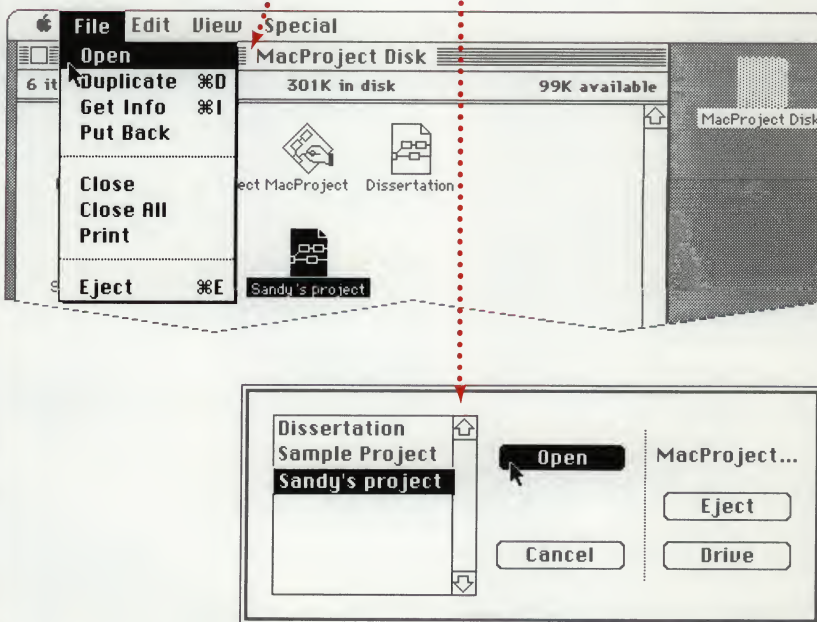 File Edit View Special
Open
Duplicate ⌘D
Get Info ⌘I
Put Back
Close
Close All
Print
Eject ⌘E
MacProject Disk
6 it
301K in disk
99K available
MacProject Disk
ect MacProject
Dissertation
S
Sandy's project
Dissertation
Sample Project
Sandy's project
Open
Cancel
MacProject...
Eject
Drive